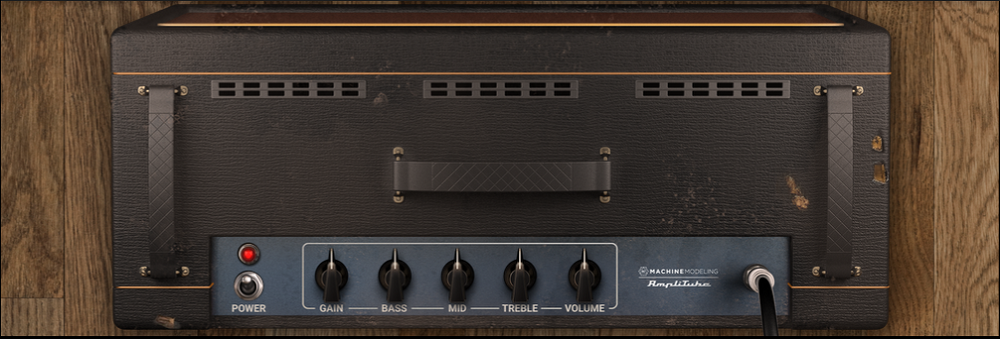 MACHINE MODELING
AmpliTube
POWER
GAIN
BASS
MID
TREBLE
VOLUME